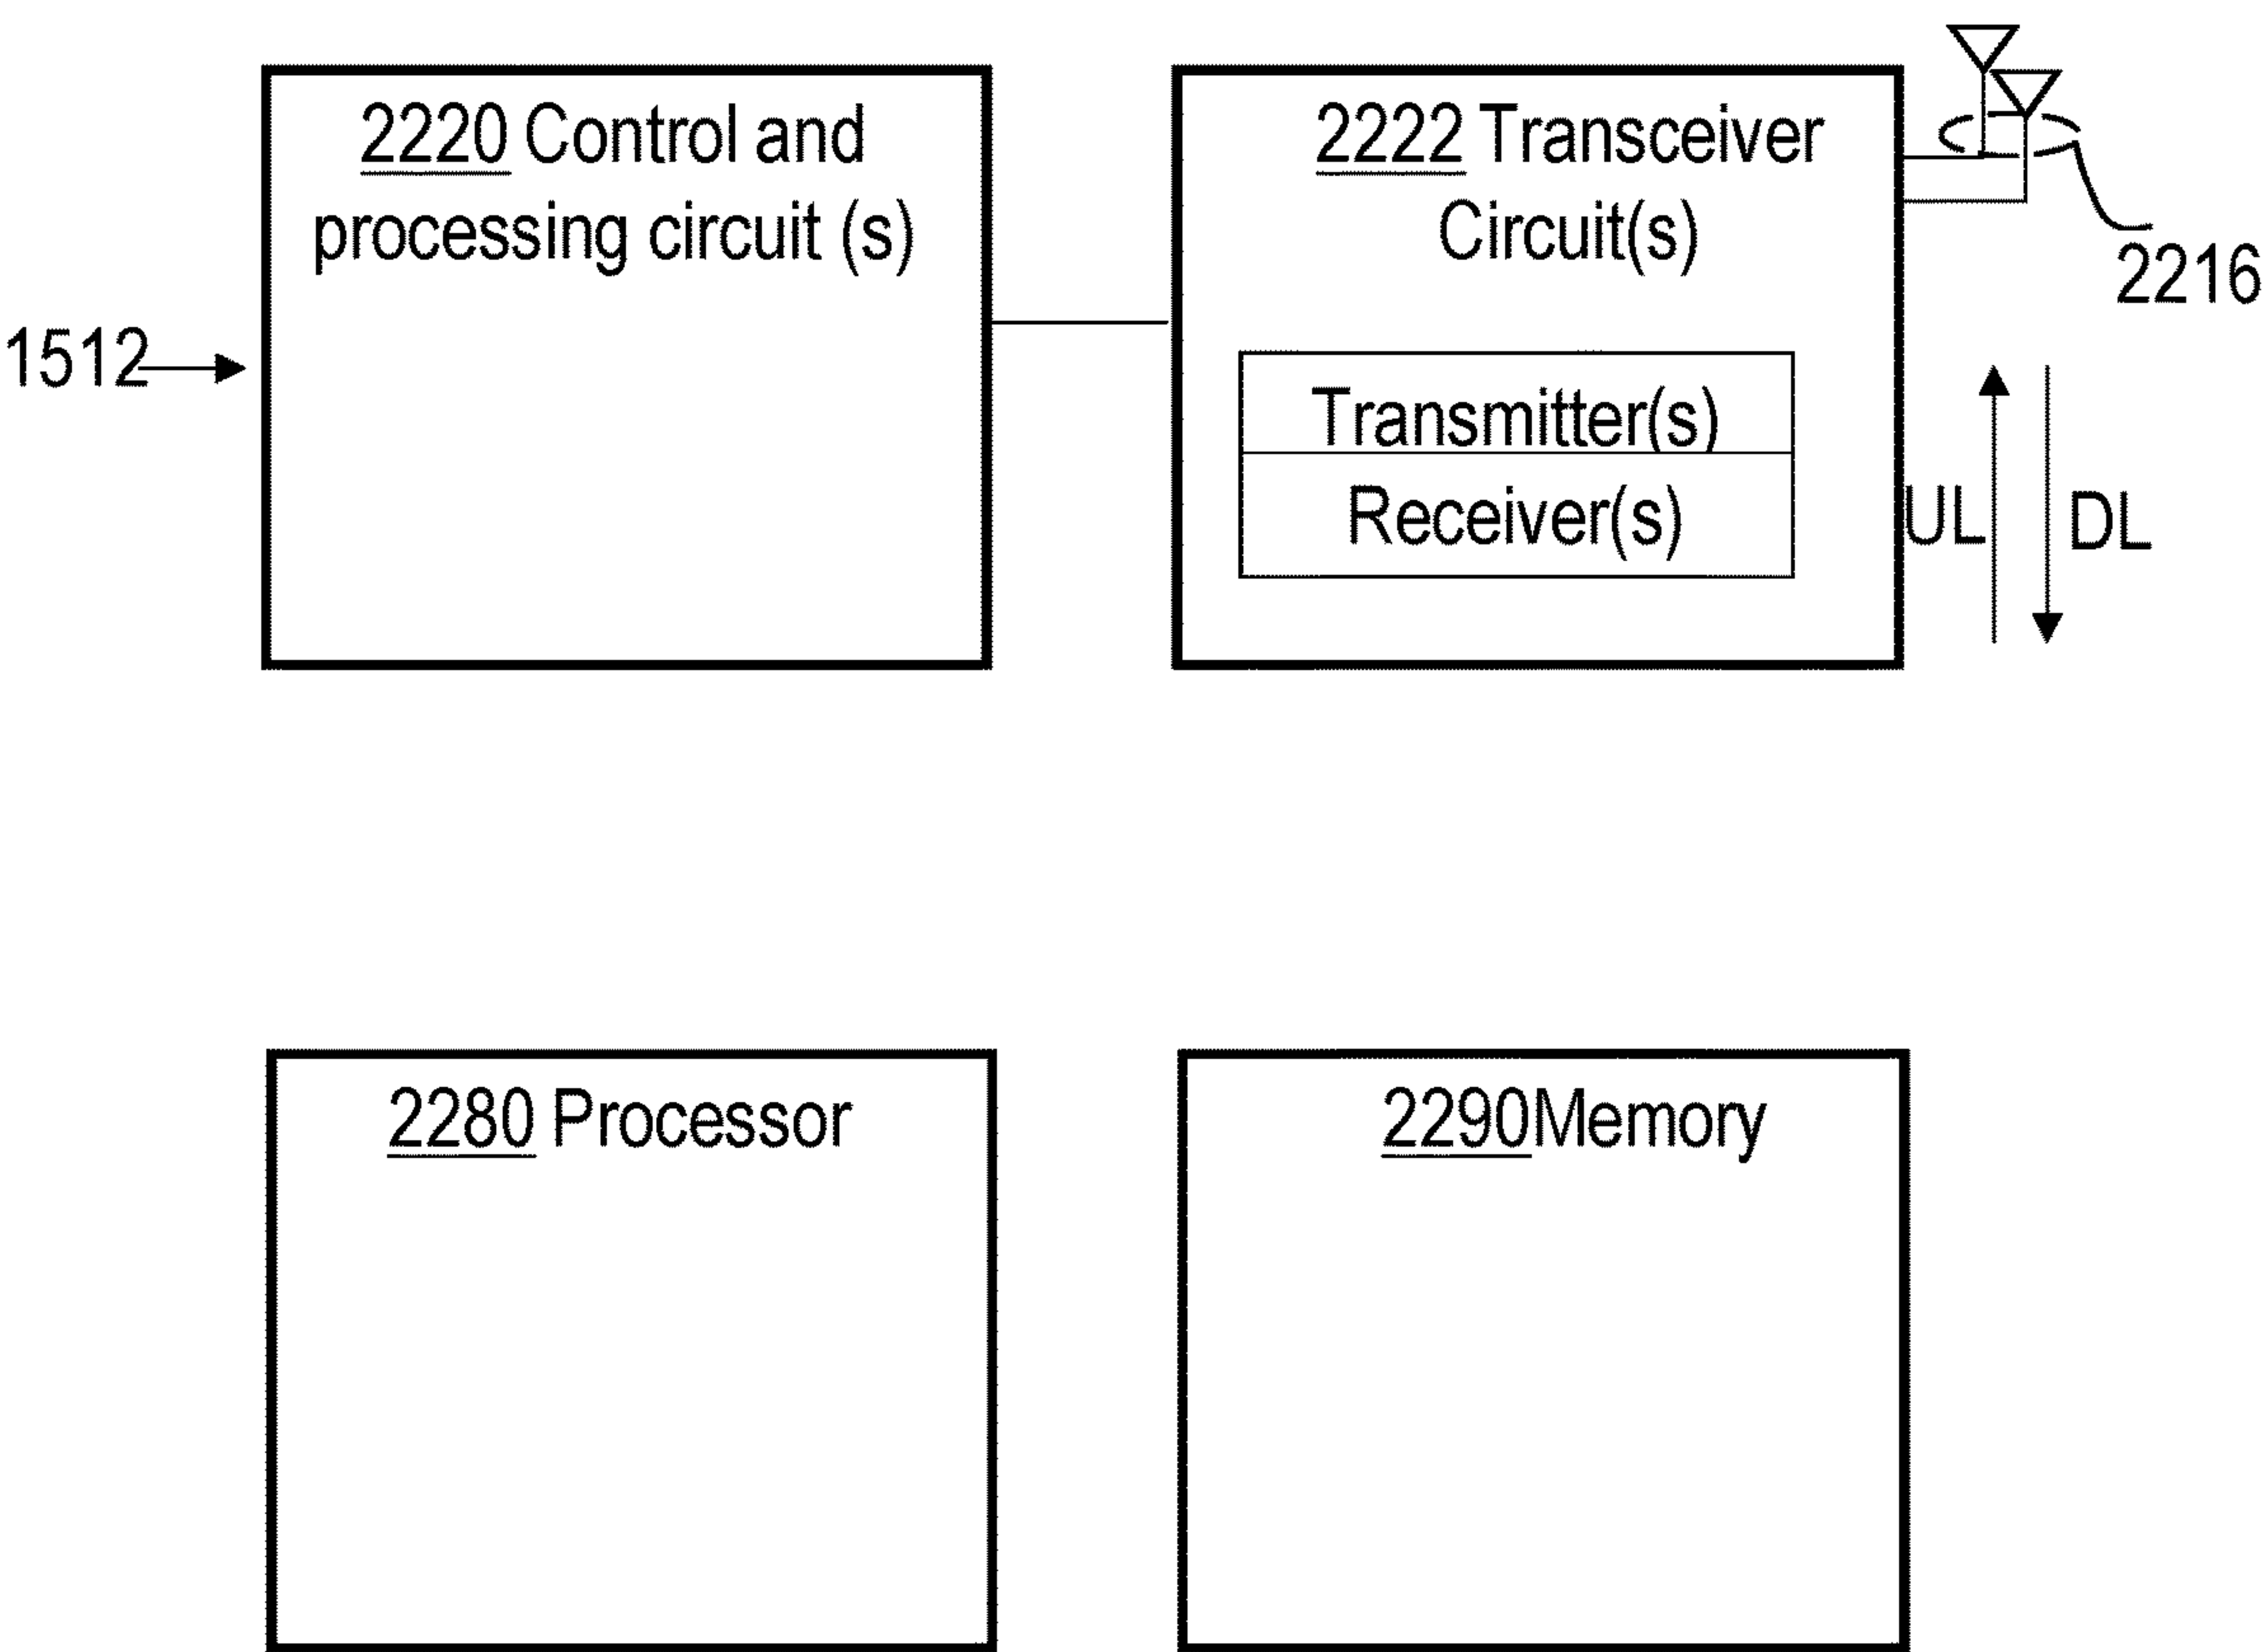 2220 Control and
processing circuit (s)
2222 Transceiver
Circuit(s)
2216
1512
Transmitter(s)
Receiver(s)
UL
DL
2280 Processor
2290Memory